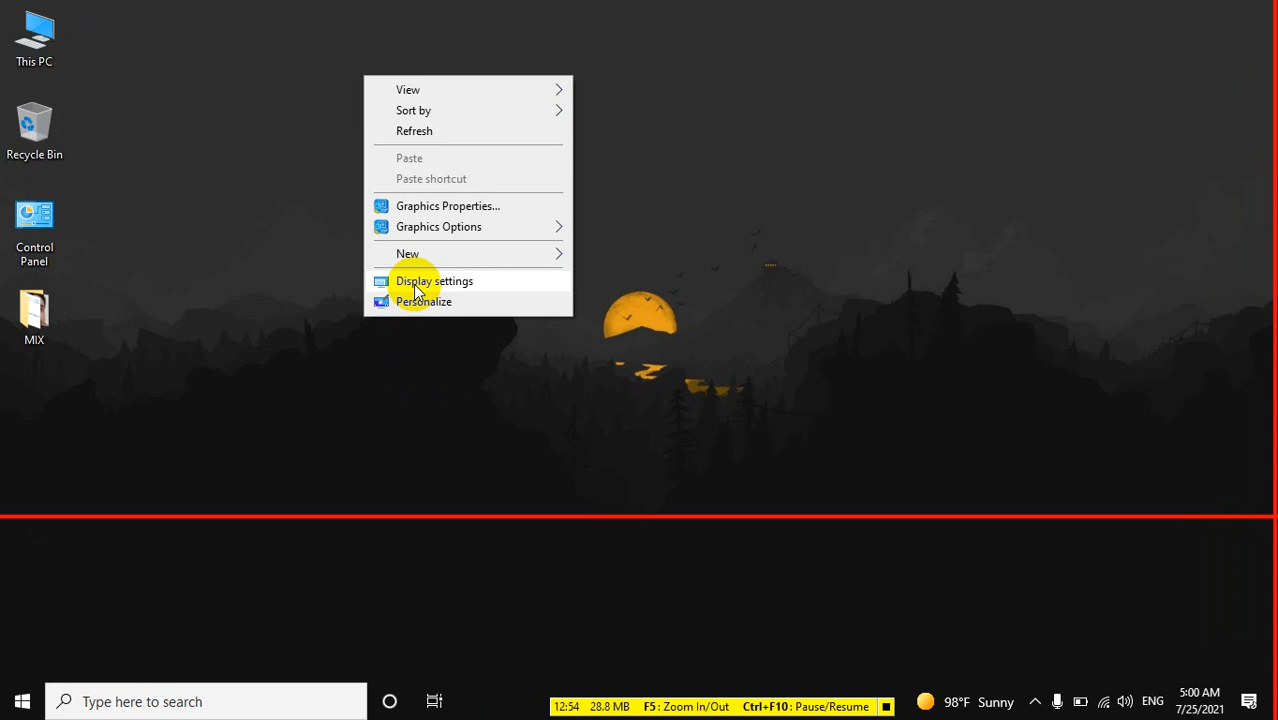 This PC
Recycle Bin
Control
Panel
MIX
View
Sort by
Refresh
Paste
Paste shortcut
Graphics Properties...
Graphics Options
New
Display settings
Personalize
Type here to search
12:54 28.8 MB F5: Zoom In/Out Ctrl+F10: Pause/Resume
98°F Sunny
ENG
5:00 AM
7/25/2021